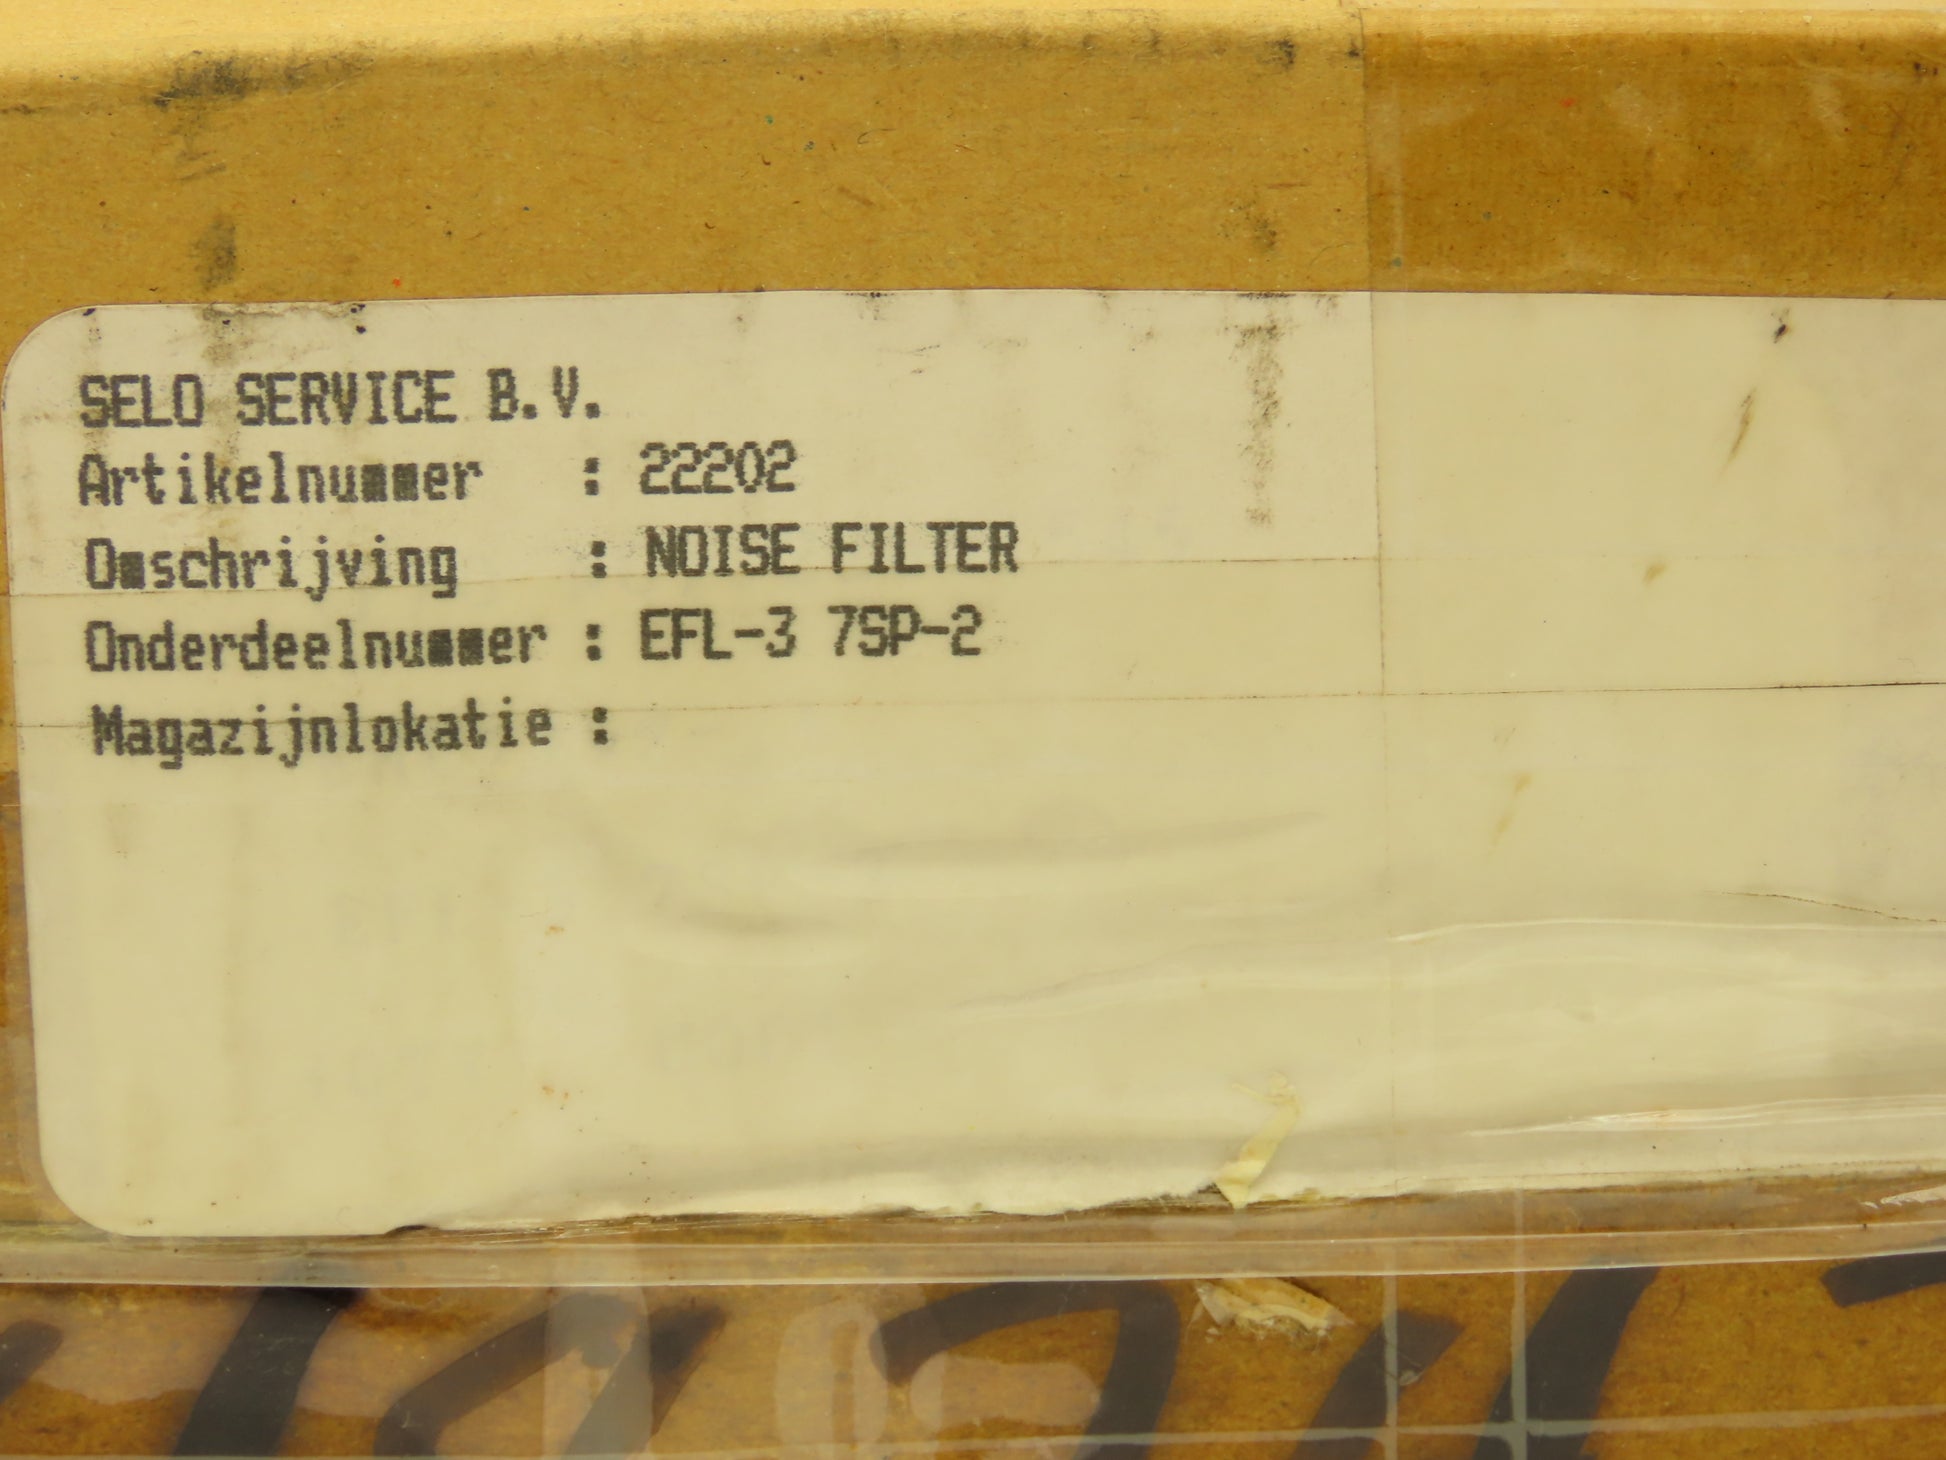 SELO SERVICE B.V.
Artikelnummer : 22202
Omschrijving : NOISE FILTER
Onderdeelnummer : EFL-3 7SP-2
Magazijnlokatie :